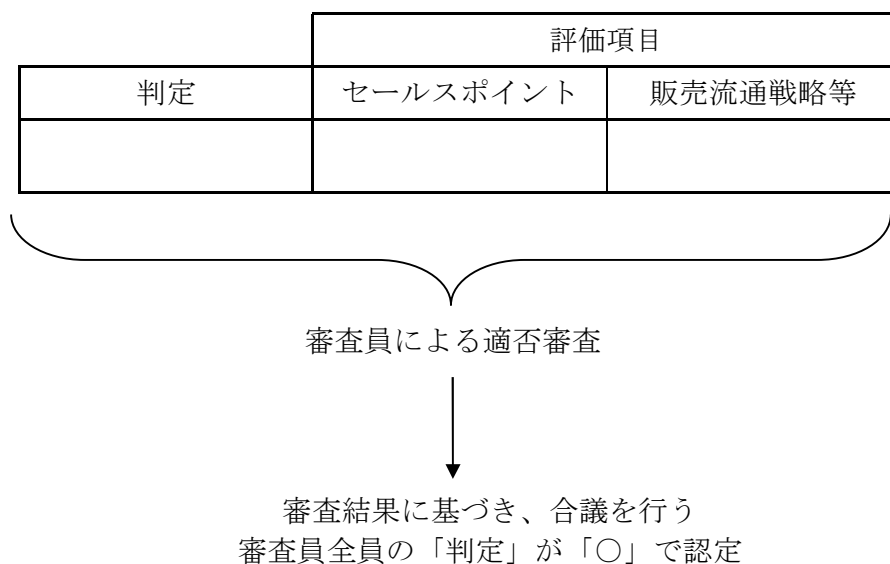 評価項目
判定 セールスポイント 販売流通戦略等
審査員による適否審査
審査結果に基づき、合議を行う
審査員全員の「判定」が「○」で認定